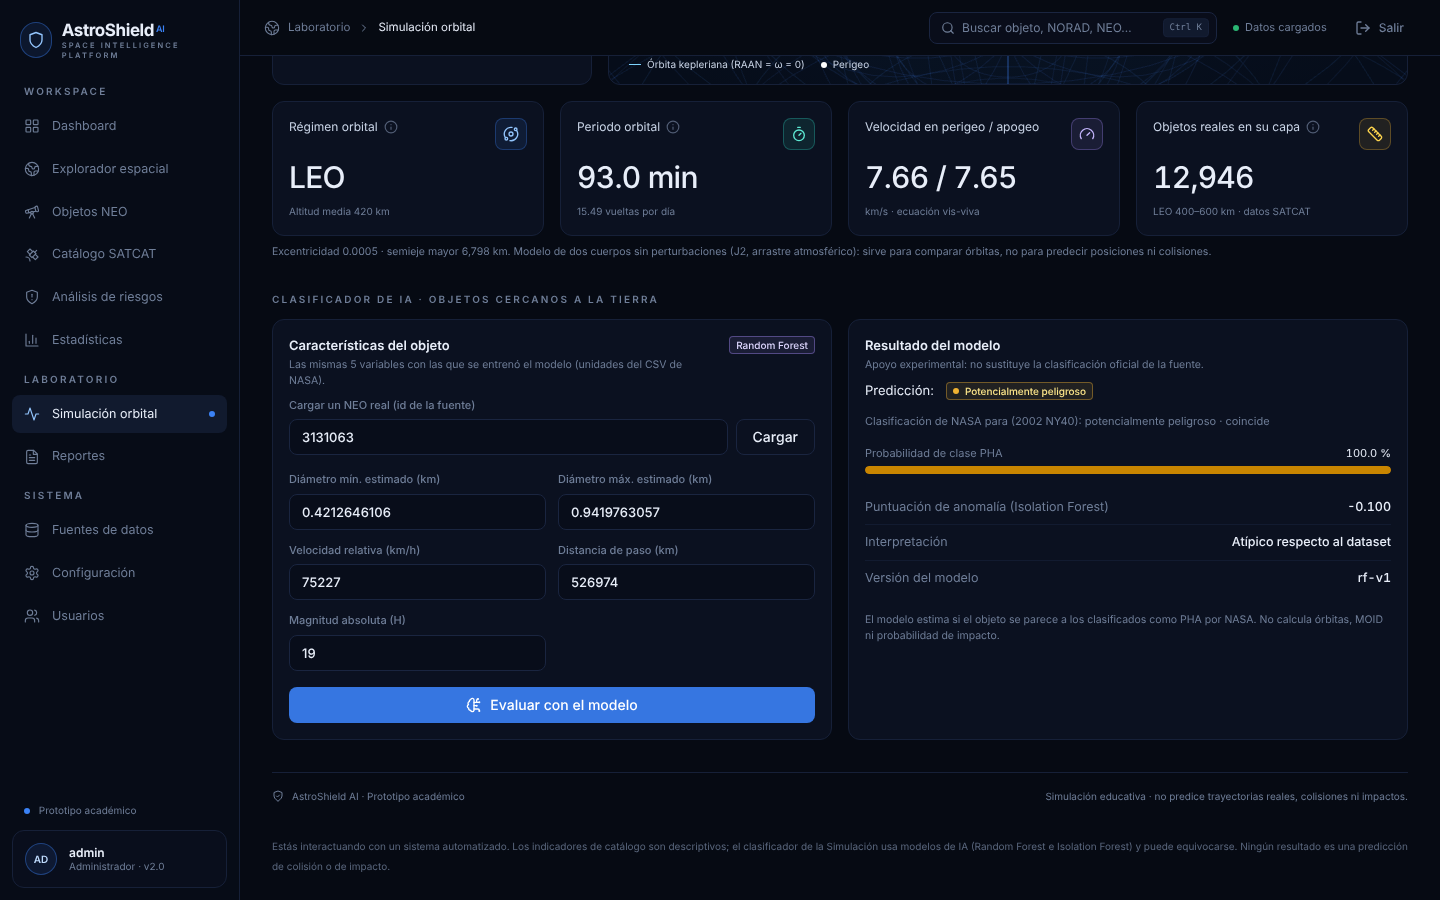 AstroShield AI
SPACE INTELLIGENCE
PLATFORM
WORKSPACE
Dashboard
Explorador espacial
Objetos NEO
Catálogo SATCAT
Análisis de riesgos
Estadísticas
LABORATORIO
Simulación orbital
Reportes
SISTEMA
Fuentes de datos
Configuración
Usuarios
Prototipo académico
AD
admin
Administrador · v2.0
Laboratorio
Simulación orbital
Buscar objeto, NORAD, NEO...
Ctrl K
Datos cargados
Salir
Órbita kepleriana (RAAN = ω = 0)
Perigeo
Régimen orbital
LEO
Altitud media 420 km
Periodo orbital
93.0 min
15.49 vueltas por día
Velocidad en perigeo / apogeo
7.66 / 7.65
km/s · ecuación vis-viva
Objetos reales en su capa
12,946
LEO 400–600 km · datos SATCAT
Excentricidad 0.0005 · semieje mayor 6,798 km. Modelo de dos cuerpos sin perturbaciones (J2, arrastre atmosférico): sirve para comparar órbitas, no para predecir posiciones ni colisiones.
CLASIFICADOR DE IA · OBJETOS CERCANOS A LA TIERRA
Características del objeto
Random Forest
Las mismas 5 variables con las que se entrenó el modelo (unidades del CSV de
NASA).
Cargar un NEO real (id de la fuente)
3131063
Cargar
Diámetro mín. estimado (km)
Diámetro máx. estimado (km)
0.4212646106
0.9419763057
Velocidad relativa (km/h)
Distancia de paso (km)
75227
526974
Magnitud absoluta (H)
19
Evaluar con el modelo
Resultado del modelo
Apoyo experimental: no sustituye la clasificación oficial de la fuente.
Predicción:
Potencialmente peligroso
Clasificación de NASA para (2002 NY40): potencialmente peligroso · coincide
Probabilidad de clase PHA
100.0 %
Puntuación de anomalía (Isolation Forest)
-0.100
Interpretación
Atípico respecto al dataset
Versión del modelo
rf-v1
El modelo estima si el objeto se parece a los clasificados como PHA por NASA. No calcula órbitas, MOID
ni probabilidad de impacto.
AstroShield AI · Prototipo académico
Simulación educativa · no predice trayectorias reales, colisiones ni impactos.
Estás interactuando con un sistema automatizado. Los indicadores de catálogo son descriptivos; el clasificador de la Simulación usa modelos de IA (Random Forest e Isolation Forest) y puede equivocarse. Ningún resultado es una predicción
de colisión o de impacto.